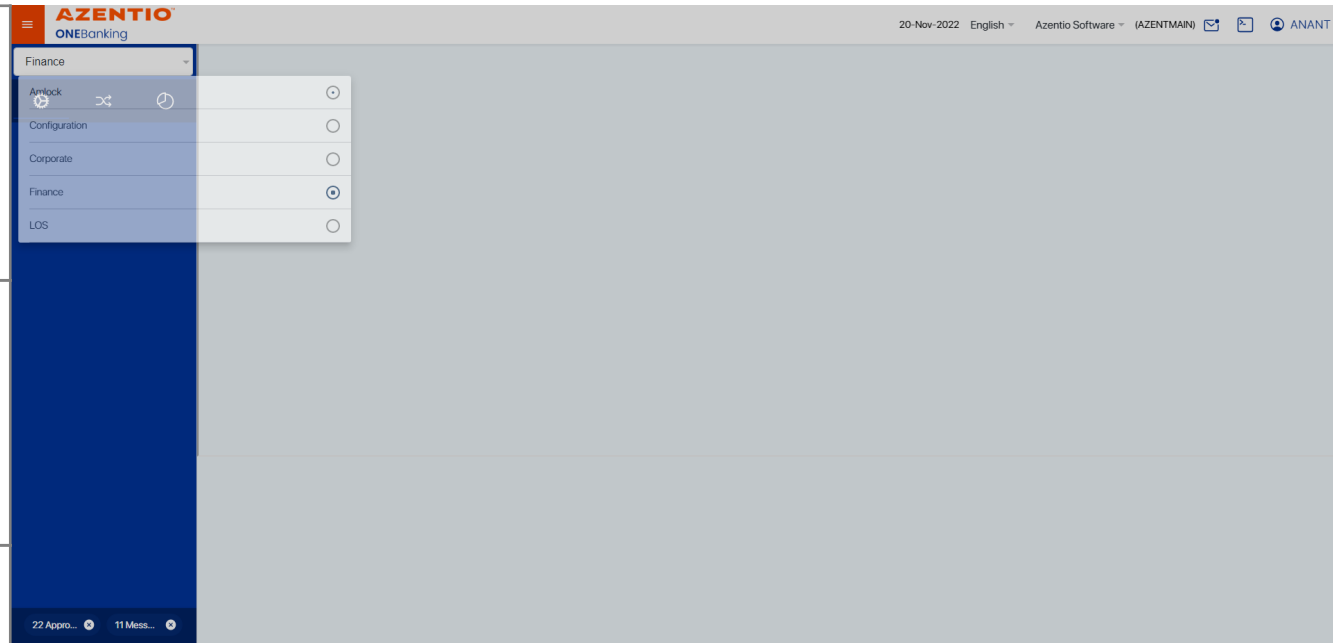 AZENTIO™
ONEBanking
20-Nov-2022 English Azentio Software (AZENTMAIN) ANANT
Finance
Amlock
Configuration
Corporate
Finance
LOS
22 Appro... 11 Mess...